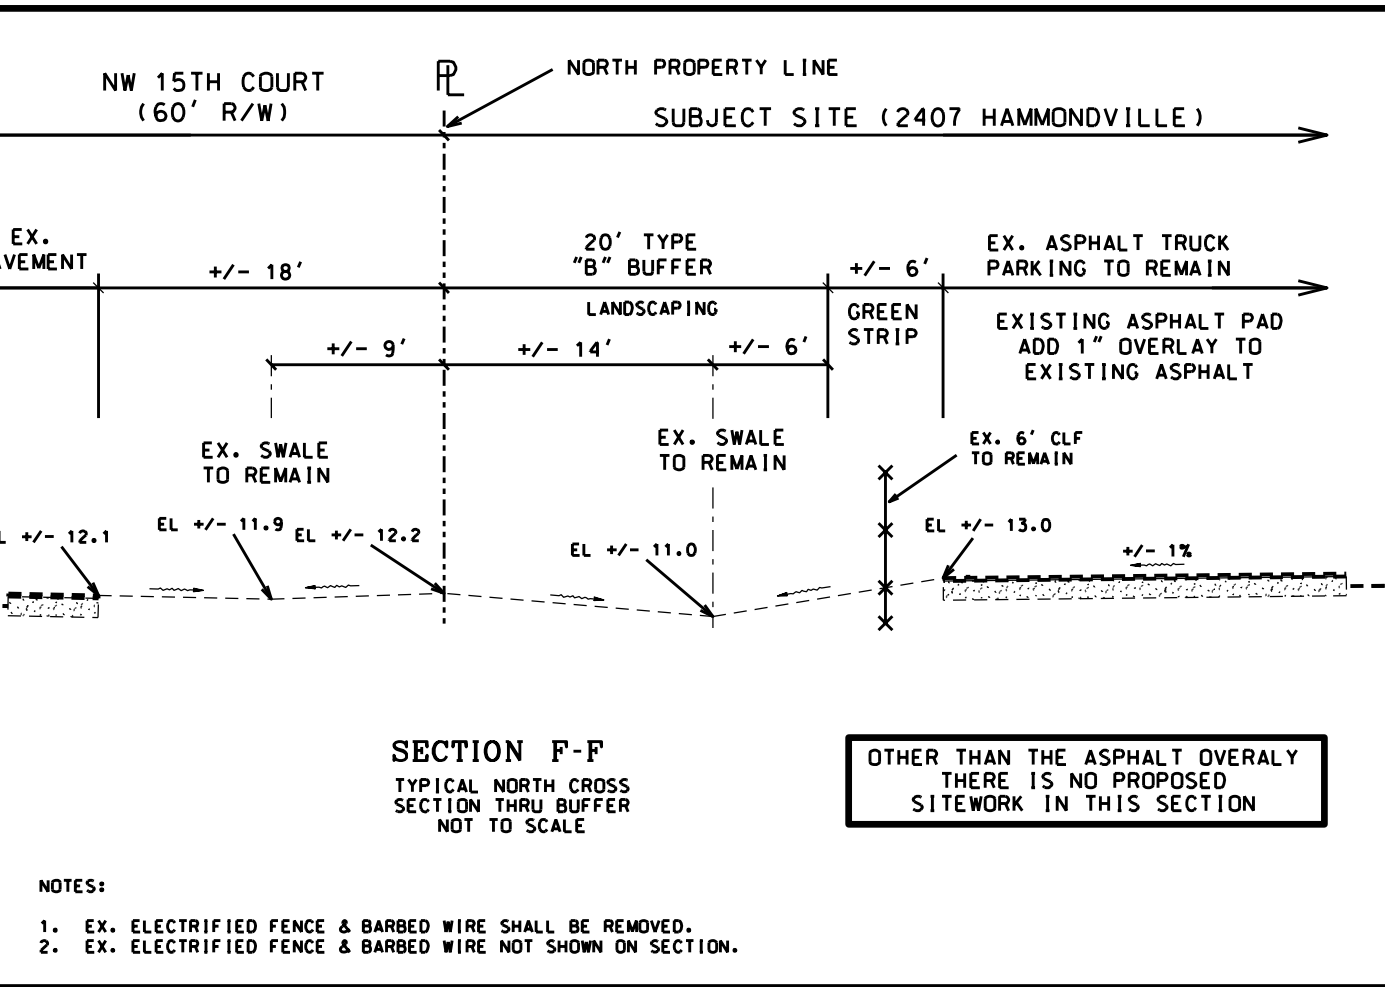 NW 15TH COURT
(60' R/W)
PL
NORTH PROPERTY LINE
SUBJECT SITE (2407 HAMMONDVILLE)
EX.
+/- 18'
20' TYPE
"B" BUFFER
LANDSCAPING
+/- 6'
GREEN
STRIP
EX. ASPHALT TRUCK
PARKING TO REMAIN
EXISTING ASPHALT PAD
ADD 1" OVERLAY TO
EXISTING ASPHALT
+/- 9'
+/- 14'
+/- 6'
EX. SWALE
TO REMAIN
EX. SWALE
TO REMAIN
EX. 6' CLF
TO REMAIN
+/- 12.1
EL +/- 11.9
EL +/- 12.2
EL +/- 11.0
EL +/- 13.0
+/- 1%
SECTION F-F
TYPICAL NORTH CROSS
SECTION THRU BUFFER
NOT TO SCALE
OTHER THAN THE ASPHALT OVERALY
THERE IS NO PROPOSED
SITEWORK IN THIS SECTION
NOTES:
1. EX. ELECTRIFIED FENCE & BARBED WIRE SHALL BE REMOVED.
2. EX. ELECTRIFIED FENCE & BARBED WIRE NOT SHOWN ON SECTION.